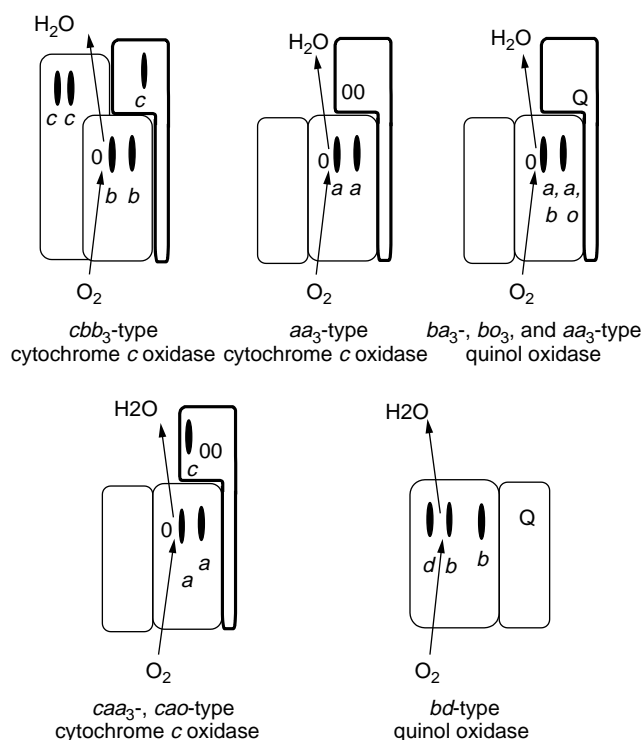 H₂O
H₂O
H₂O
c
c c
00
Q
0
0
0
b b
a a
a, a,
b o
O₂
O₂
O₂
cbb₃-type
cytochrome c oxidase
aa₃-type
cytochrome c oxidase
ba₃-, bo₃, and aa₃-type
quinol oxidase
H2O
H2O
c
00
Q
0
a
a
d b b
O₂
O₂
caa₃-, cao-type
cytochrome c oxidase
bd-type
quinol oxidase